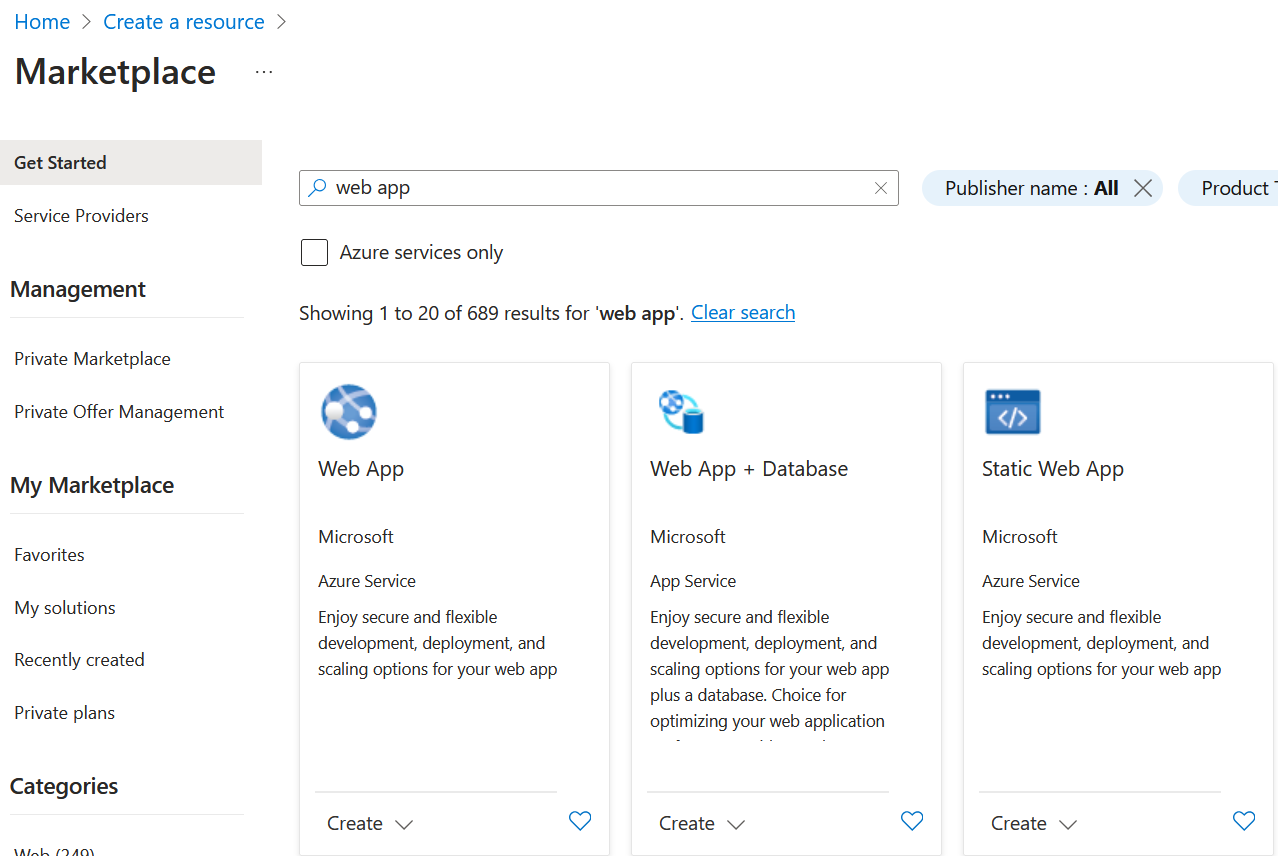 Home > Create a resource >
Marketplace ...
Get Started
Service Providers
Management
Private Marketplace
Private Offer Management
My Marketplace
Favorites
My solutions
Recently created
Private plans
Categories
Web (249)
web app
Publisher name : All
Product
Azure services only
Showing 1 to 20 of 689 results for 'web app'. Clear search
Web App
Microsoft
Azure Service
Enjoy secure and flexible
development, deployment, and
scaling options for your web app
Create
Web App + Database
Microsoft
App Service
Enjoy secure and flexible
development, deployment, and
scaling options for your web app
plus a database. Choice for
optimizing your web application
Create
Static Web App
Microsoft
Azure Service
Enjoy secure and flexible
development, deployment, and
scaling options for your web app
Create